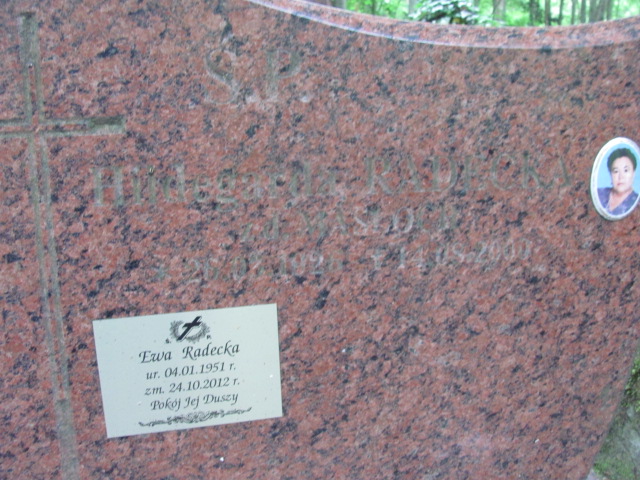 Ś.P.
Hildegarda RADECKA
z d.
Ś. P.
Ewa Radecka
ur. 04.01.1951 r.
zm. 24.10.2012 r.
Pokój Jej Duszy